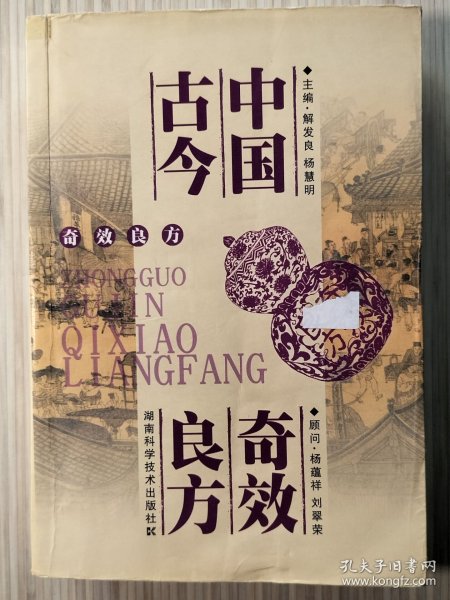 中国
古今
奇效
良方
◆主编·解发良 杨慧明
奇效良方
ZHONGGUO
GUJIN
QIXIAO
LIANGFANG
◆顾问·杨蕴祥 刘翠荣
湖南科学技术出版社
孔夫子旧书网
www.kongfz.com